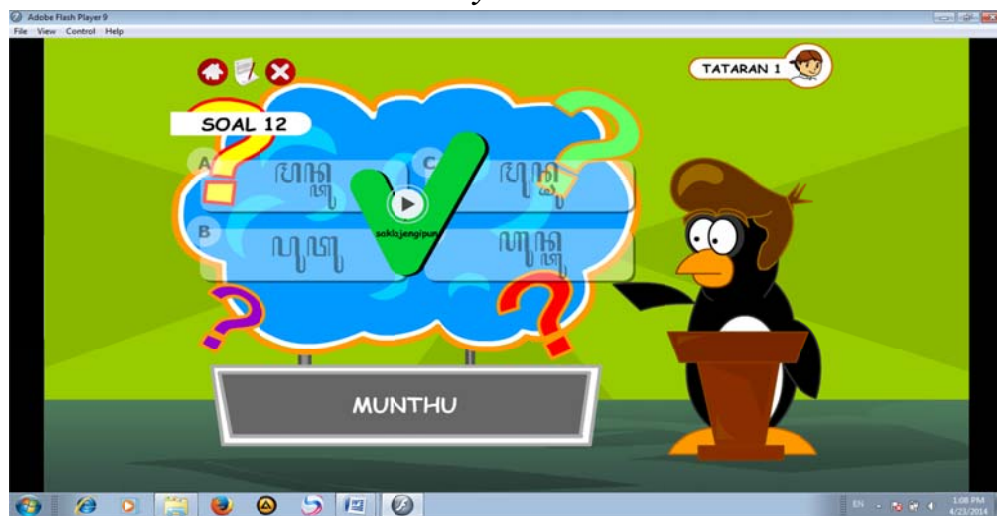 Adobe Flash Player 9
File View Control Help
TATARAN 1
SOAL 12
A
C
B
saklajengipun
MUNTHU
EN
1:08 PM
4/23/2014